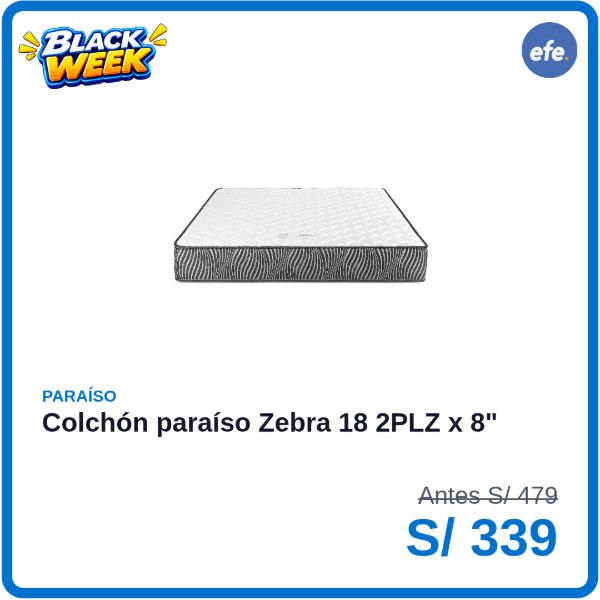 BLACK
WEEK
efe.
PARAÍSO
Colchón paraíso Zebra 18 2PLZ x 8"
Antes S/ 479
S/ 339